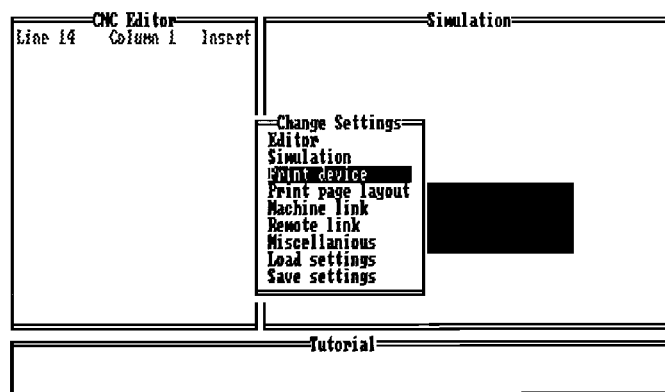 CNC Editor
Simulation
Line 14 Column 1 Insert
Change Settings
Editor
Simulation
Print device
Print page layout
Machine link
Remote link
Miscellanious
Load settings
Save settings
Tutorial